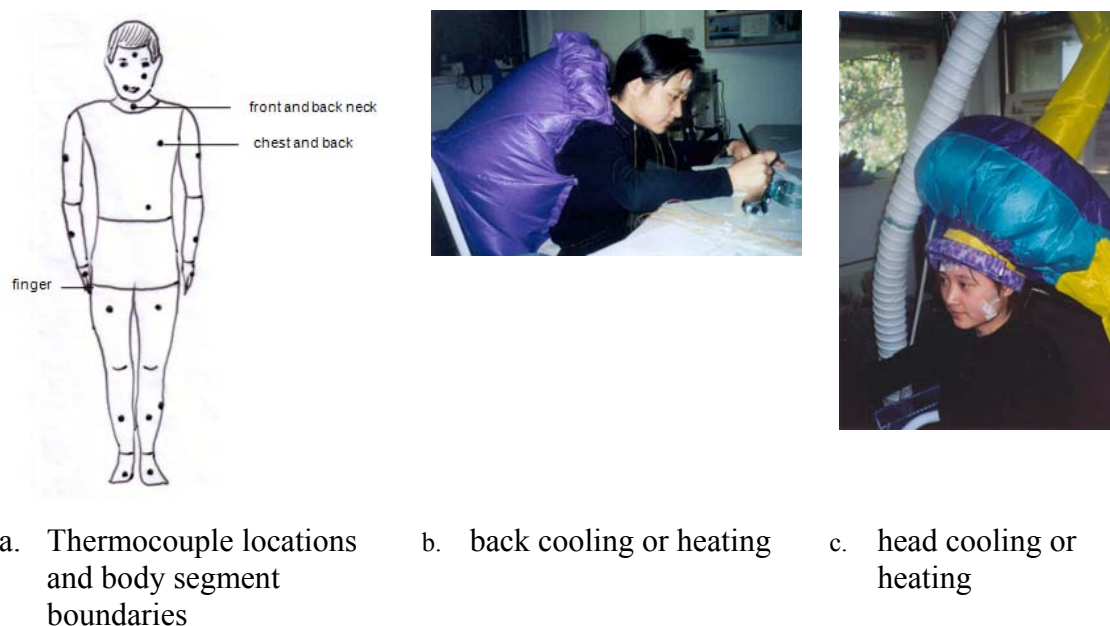 front and back neck
chest and back
finger
a. Thermocouple locations
and body segment
boundaries
b. back cooling or heating
c. head cooling or
heating